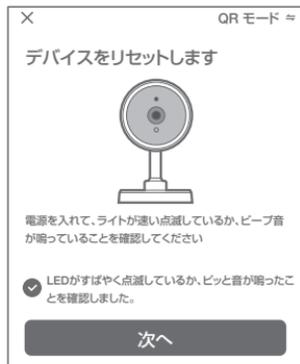 × QR モード ≒
デバイスをリセットします
電源を入れて、ライトが速い点滅しているか、ビープ音
が鳴っていることを確認してください
LEDがすばやく点滅しているか、ピッと音が鳴ったこ
とを確認しました。
次へ